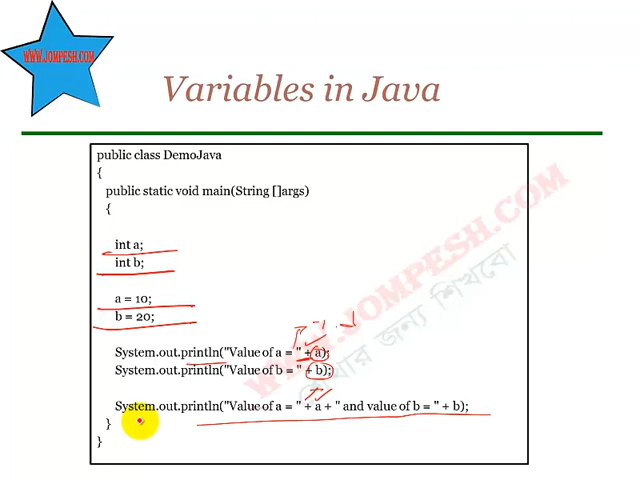 WWW.JOMPESH.COM
Variables in Java
public class DemoJava
{
public static void main(String []args)
{
int a;
int b;
a = 10;
b = 20;
System.out.println("Value of a = " + a);
System.out.println("Value of b = " + b);
System.out.println("Value of a = " + a + " and value of b = " + b);
}
}
WWW.JOMPESH.COM
শেখার জন্য শিখবো